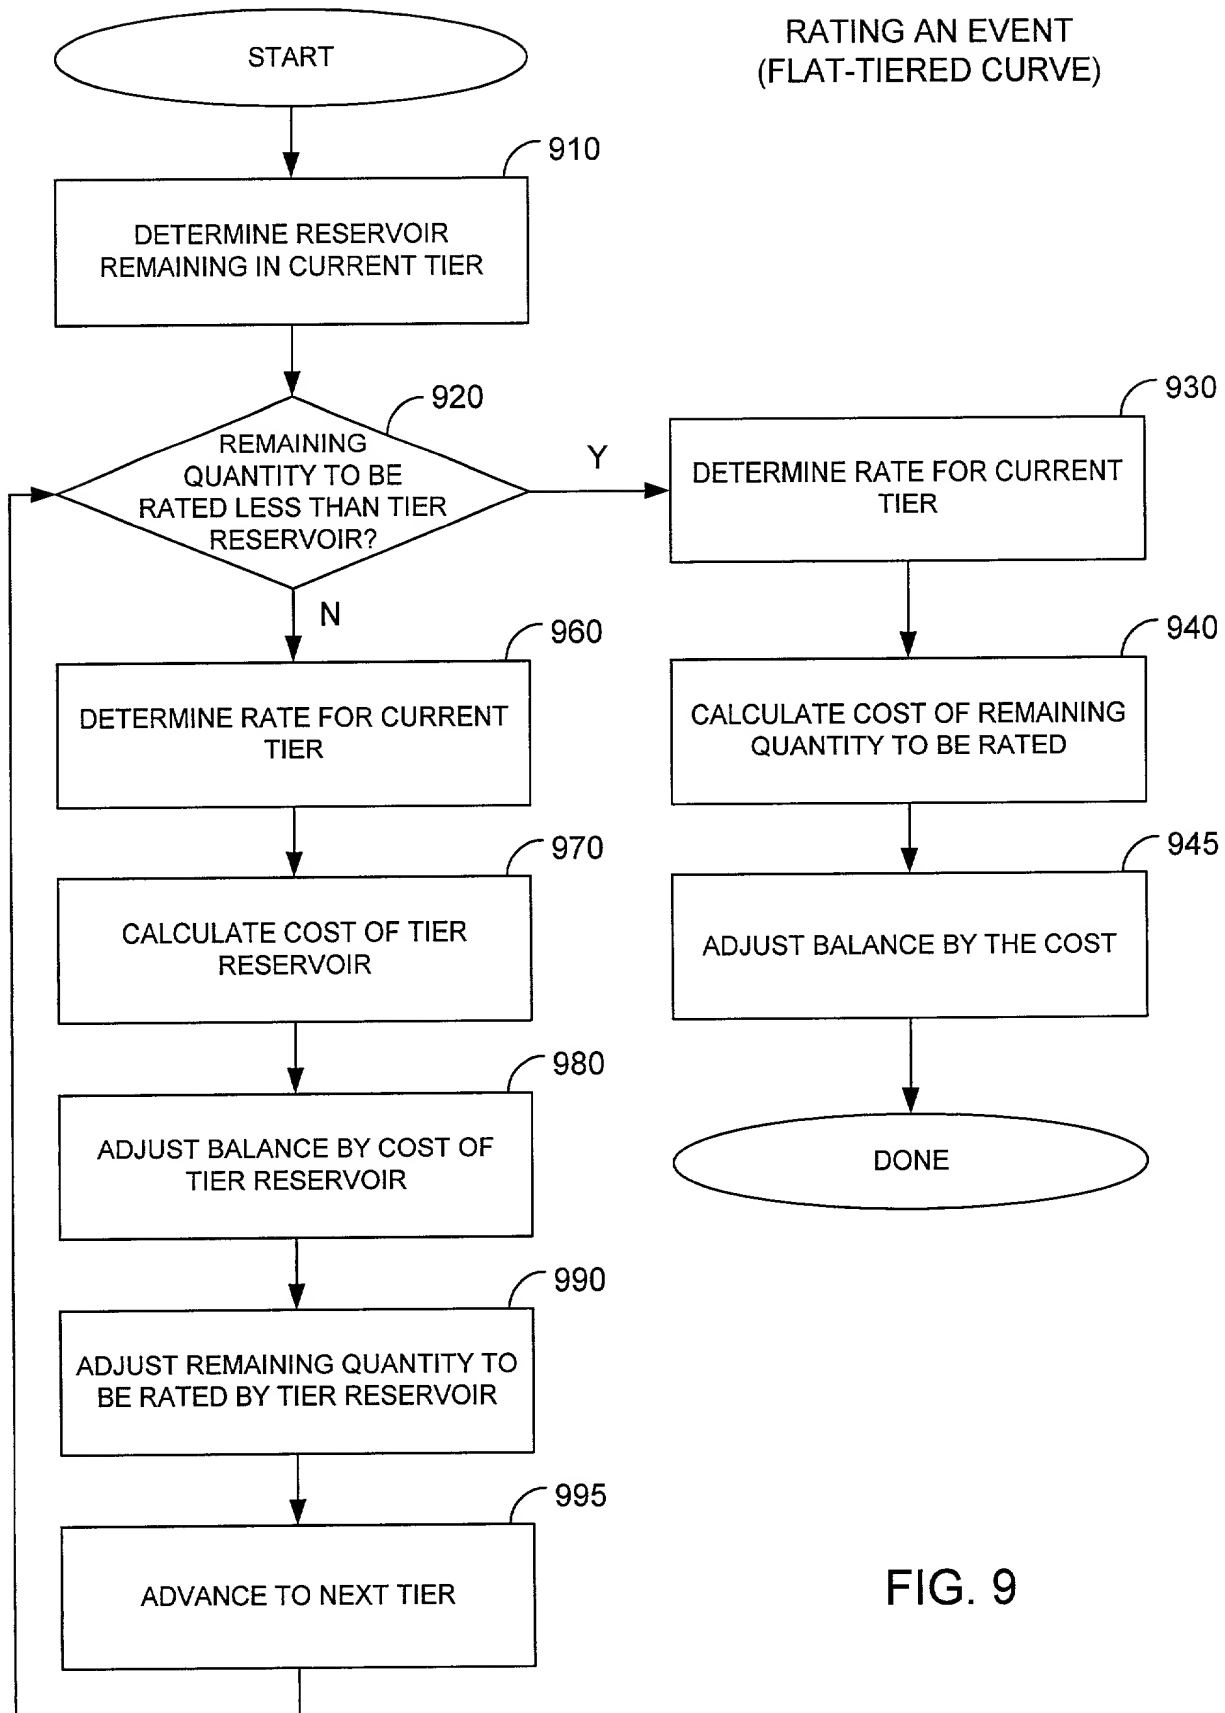 RATING AN EVENT
(FLAT-TIERED CURVE)
START
910
DETERMINE RESERVOIR
REMAINING IN CURRENT TIER
920
REMAINING
QUANTITY TO BE
RATED LESS THAN TIER
RESERVOIR?
Y
N
930
DETERMINE RATE FOR CURRENT
TIER
940
CALCULATE COST OF REMAINING
QUANTITY TO BE RATED
945
ADJUST BALANCE BY THE COST
DONE
960
DETERMINE RATE FOR CURRENT
TIER
970
CALCULATE COST OF TIER
RESERVOIR
980
ADJUST BALANCE BY COST OF
TIER RESERVOIR
990
ADJUST REMAINING QUANTITY TO
BE RATED BY TIER RESERVOIR
995
ADVANCE TO NEXT TIER
FIG. 9